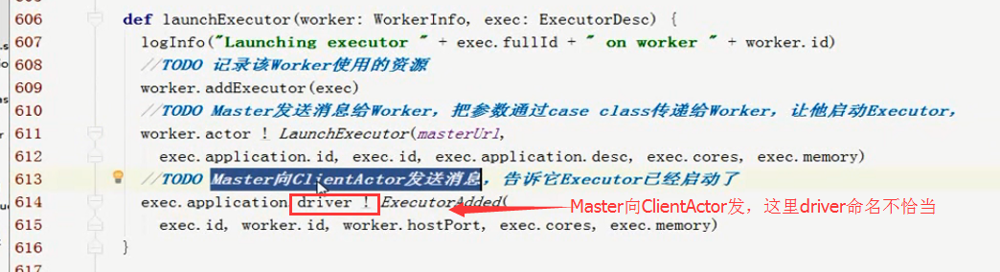 606 def launchExecutor(worker: WorkerInfo, exec: ExecutorDesc) {
607 logInfo("Launching executor " + exec.fullId + " on worker " + worker.id)
608 //TODO 记录该Worker使用的资源
609 worker.addExecutor(exec)
610 //TODO Master发送消息给Worker，把参数通过case class传递给Worker，让他启动Executor，
611 worker.actor ! LaunchExecutor(masterUrl,
612 exec.application.id, exec.id, exec.application.desc, exec.cores, exec.memory)
613 //TODO Master向ClientActor发送消息，告诉它Executor已经启动了
614 exec.application.driver ! ExecutorAdded( Master向ClientActor发，这里driver命名不恰当
615 exec.id, worker.id, worker.hostPort, exec.cores, exec.memory)
616 }
617